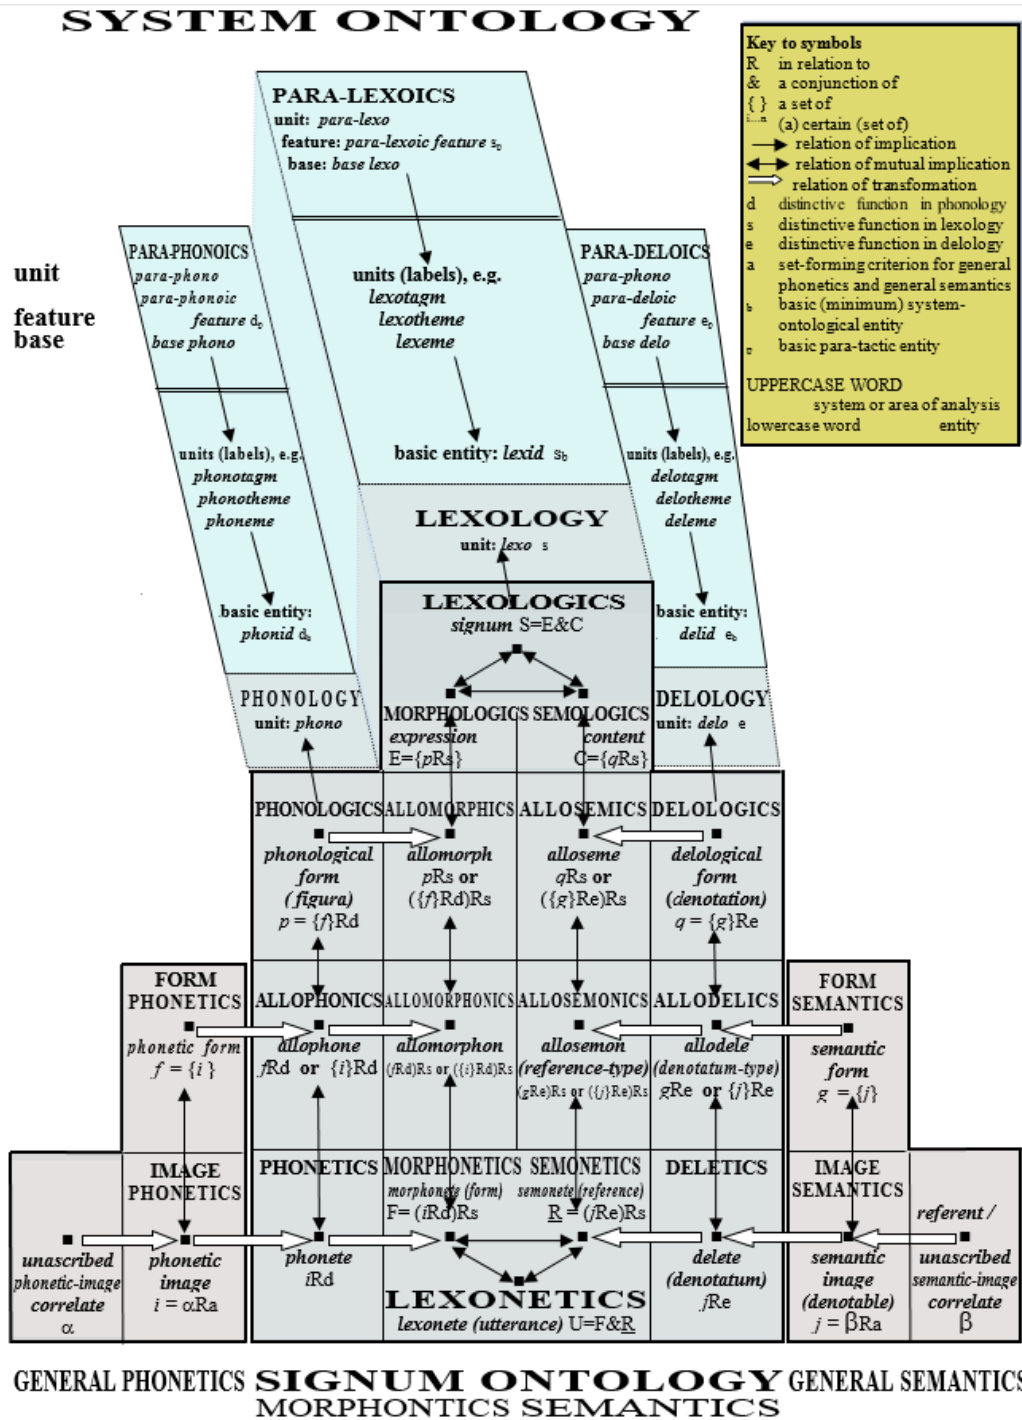 SYSTEM ONTOLOGY
Key to symbols
R in relation to
& a conjunction of
{ } a set of
i...n (a) certain (set of)
relation of implication
relation of mutual implication
relation of transformation
d distinctive function in phonology
s distinctive function in lexology
e distinctive function in delology
a set-forming criterion for general
phonetics and general semantics
b basic (minimum) system-
ontological entity
basic para-tactic entity
UPPERCASE WORD
system or area of analysis
lowercase word entity
PARA-LEXOICS
unit: para-lexo
feature: para-lexoic feature s
base: base lexo
units (labels), e.g.
lexotagm
lexotheme
lexeme
basic entity: lexid sb
unit
feature
base
PARA-PHONOICS
para-phono
para-phonoic
feature d
base phono
units (labels), e.g.
phonotagm
phonotheme
phoneme
basic entity:
phonid db
PARA-DELOICS
para-phono
para-deloic
feature e
base delo
units (labels), e.g.
delotagm
delotheme
deleme
basic entity:
delid eb
LEXOLOGY
unit: lexo s
PHONOLOGY
unit: phono
DELOLOGY
unit: delo e
LEXOLOGICS
signum S=E&C
MORPHOLOGICS
expression
E={pRs}
SEMOLOGICS
content
C={qRs}
PHONOLOGICS
phonological
form
(figura)
p = {f}Rd
ALLOMORPHICS
allomorph
pRs or
({f}Rd)Rs
ALLOSEMICS
alloseme
qRs or
({g}Re)Rs
DELOLOGICS
delological
form
(denotation)
q = {g}Re
FORM
PHONETICS
phonetic form
f = {i }
ALLOPHONICS
allophone
fRd or {i}Rd
ALLOMORPHONICS
allomorphon
(fRd)Rs or ({i}Rd)Rs
ALLOSEMONICS
allosemon
(reference-type)
(gRe)Rs or ({j}Re)Rs
ALLODELICS
allodele
(denotatum-type)
gRe or {j}Re
FORM
SEMANTICS
semantic
form
g = {j}
unascribed
phonetic-image
correlate
α
IMAGE
PHONETICS
phonetic
image
i = αRa
PHONETICS
phonete
iRd
MORPHONETICS
morphonete (form)
F= (iRd)Rs
SEMONETICS
semonete (reference)
R = (jRe)Rs
LEXONETICS
lexonete (utterance) U=F&R
DELETICS
delete
(denotatum)
jRe
IMAGE
SEMANTICS
semantic
image
(denotable)
j = βRa
referent /
unascribed
semantic-image
correlate
β
GENERAL PHONETICS SIGNUM ONTOLOGY GENERAL SEMANTICS
MORPHONTICS SEMANTICS